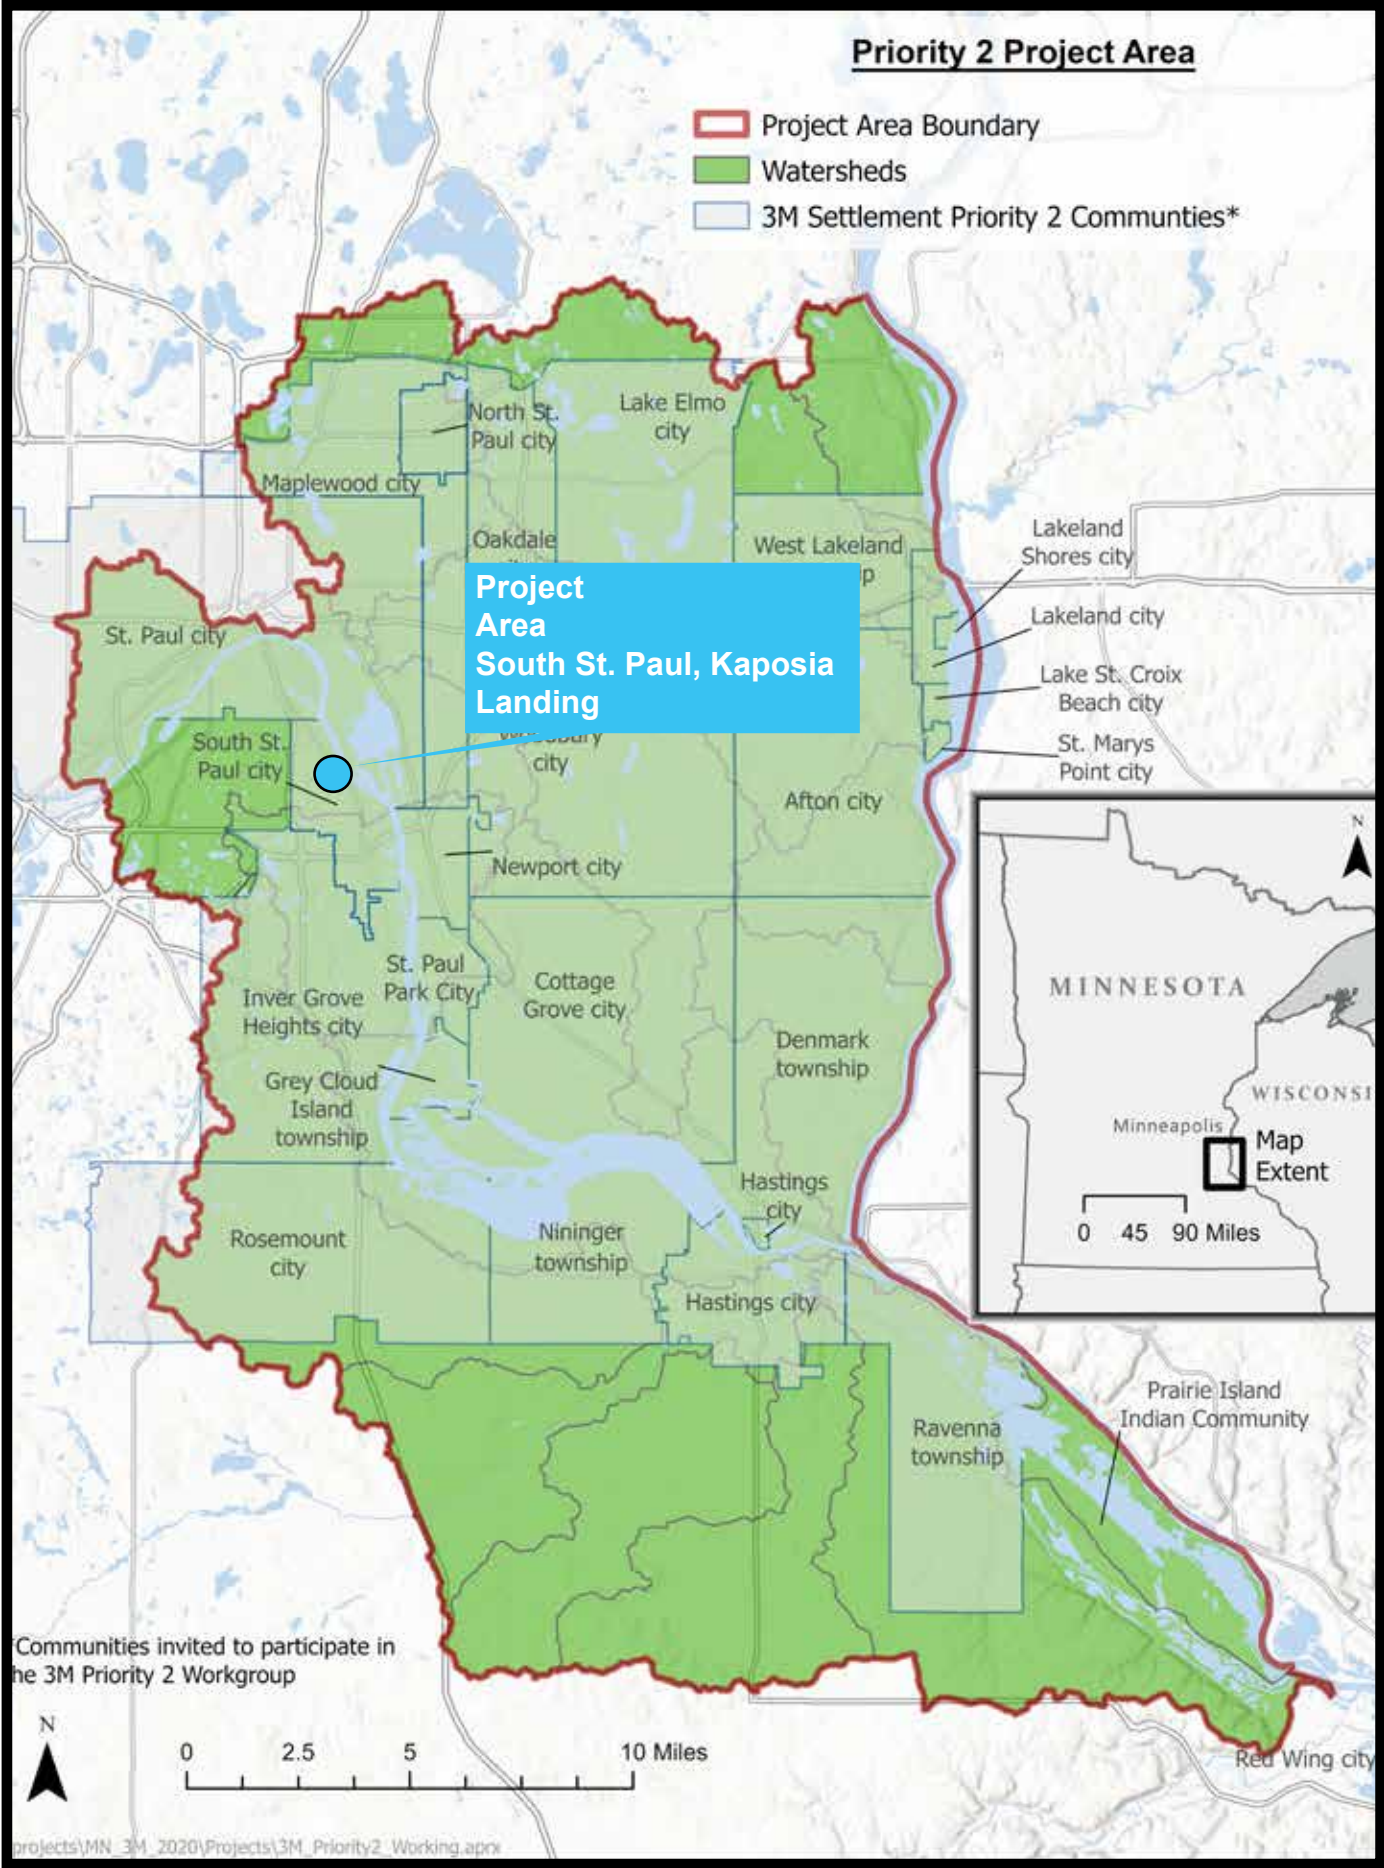 Priority 2 Project Area
Project Area Boundary
Watersheds
3M Settlement Priority 2 Communties*
North St.
Paul city
Lake Elmo
city
Maplewood city
Oakdale
West Lakeland
Lakeland
Shores city
Project
Area
South St. Paul, Kaposia
Landing
St. Paul city
Lakeland city
Lake St. Croix
Beach city
South St.
Paul city
city
St. Marys
Point city
Afton city
Newport city
St. Paul
Park City
Cottage
Grove city
Inver Grove
Heights city
Denmark
township
Grey Cloud
Island
township
Hastings
city
Rosemount
city
Nininger
township
Hastings city
Ravenna
township
Prairie Island
Indian Community
Red Wing city
N
MINNESOTA
WISCONSI
Minneapolis
Map
Extent
0 45 90 Miles
Communities invited to participate in
he 3M Priority 2 Workgroup
N
0 2.5 5 10 Miles
projects\MN_3M_2020\Projects\3M_Priority2_Working.aprx